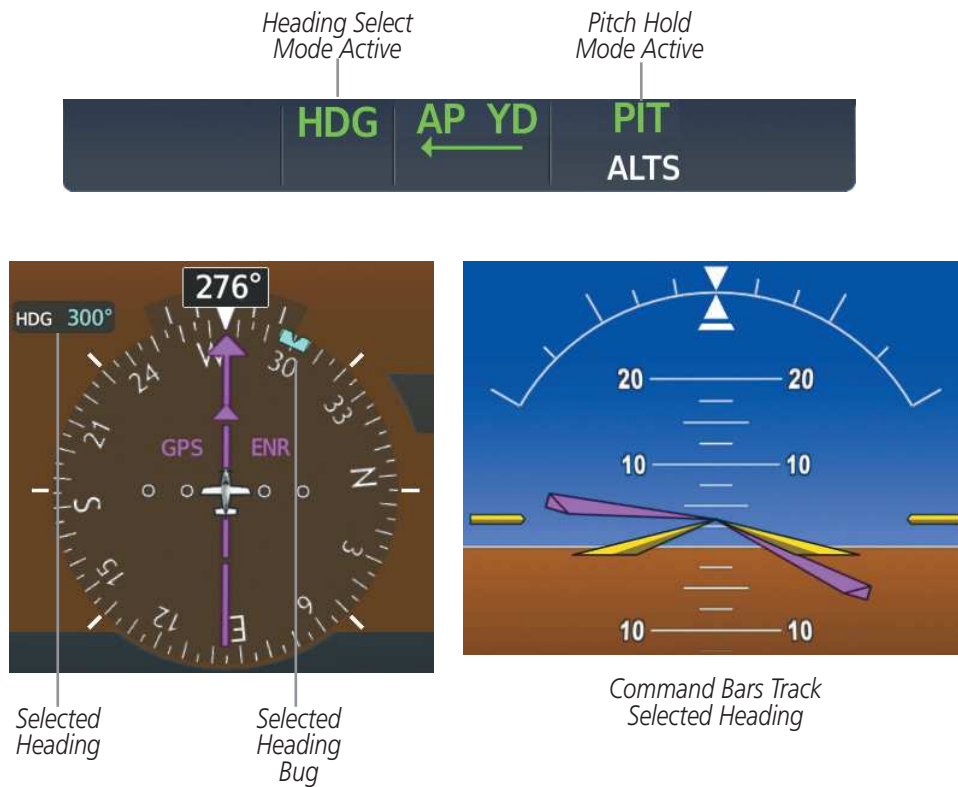 Heading Select
Mode Active
Pitch Hold
Mode Active
HDG AP YD PIT
ALTS
276°
HDG 300°
W
30
24
33
21
GPS ENR
N
S
3
15
6
12
E
20 20
10 10
10 10
Selected
Heading
Selected
Heading
Bug
Command Bars Track
Selected Heading